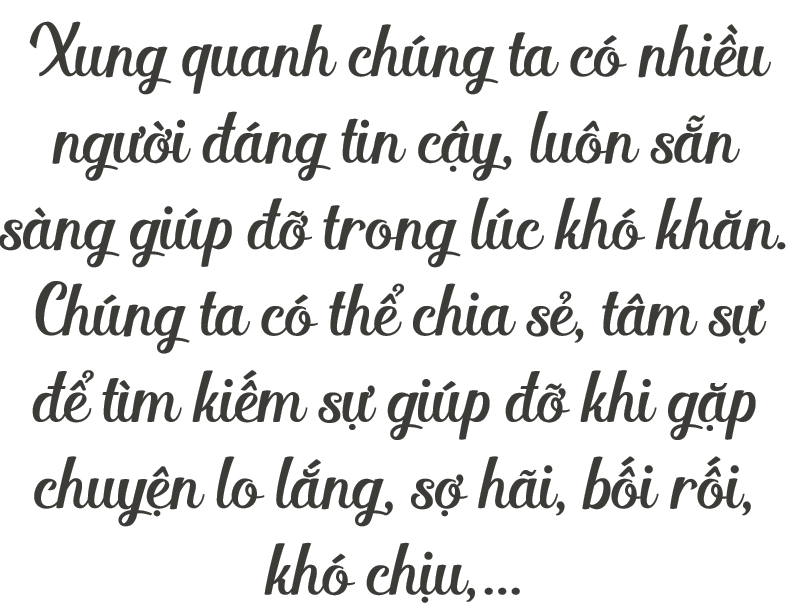 Xung quanh chúng ta có nhiều
người đáng tin cậy, luôn sẵn
sàng giúp đỡ trong lúc khó khăn.
Chúng ta có thể chia sẻ, tâm sự
để tìm kiếm sự giúp đỡ khi gặp
chuyện lo lắng, sợ hãi, bối rối,
khó chịu,...